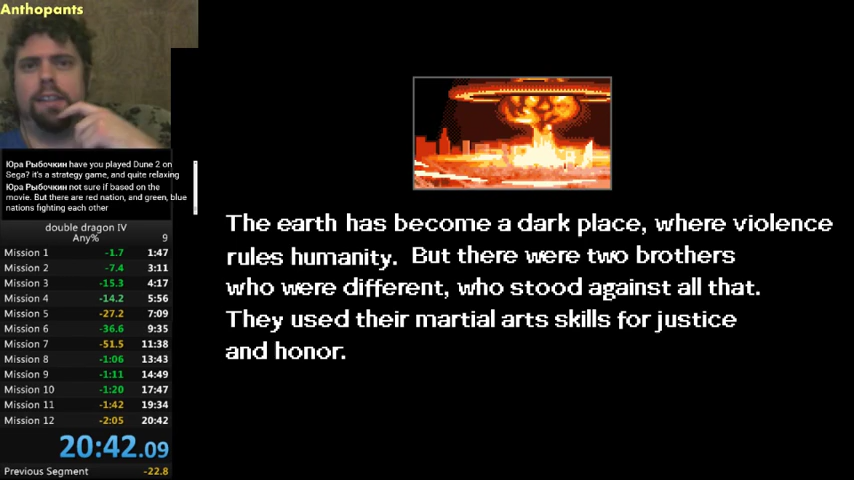 Anthopants
Юра Рыбочкин have you played Dune 2 on
Sega? it's a strategy game, and quite relaxing
Юра Рыбочкин not sure if based on the
movie. But there are red nation, and green, blue
nations fighting each other
double dragon IV
Any% 9
Mission 1 -1.7 1:47
Mission 2 -7.4 3:11
Mission 3 -15.3 4:17
Mission 4 -14.2 5:56
Mission 5 -27.2 7:09
Mission 6 -36.6 9:35
Mission 7 -51.5 11:38
Mission 8 -1:06 13:43
Mission 9 -1:11 14:49
Mission 10 -1:20 17:47
Mission 11 -1:42 19:34
Mission 12 -2:05 20:42
20:42.09
Previous Segment -22.8
The earth has become a dark place, where violence
rules humanity. But there were two brothers
who were different, who stood against all that.
They used their martial arts skills for justice
and honor.